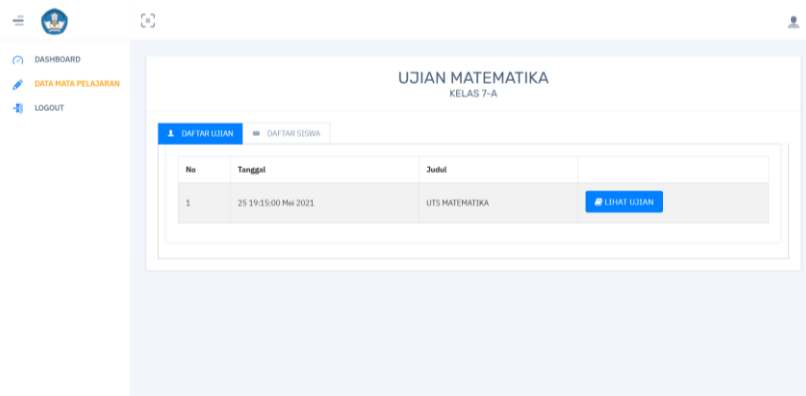 DASHBOARD
DATA MATA PELAJARAN
LOGOUT
UJIAN MATEMATIKA
KELAS 7-A
DAFTAR UJIAN
DAFTAR SISWA
No Tanggal Judul
1 25 19:15:00 Mei 2021 UTS MATEMATIKA LIHAT UJIAN